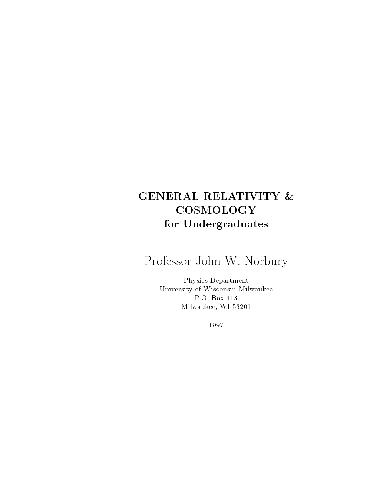 GENERAL RELATIVITY &
COSMOLOGY
for Undergraduates
Professor John W. Norbury
Physics Department
University of Wisconsin-Milwaukee
P.O. Box 413
Milwaukee, WI 53201
1997